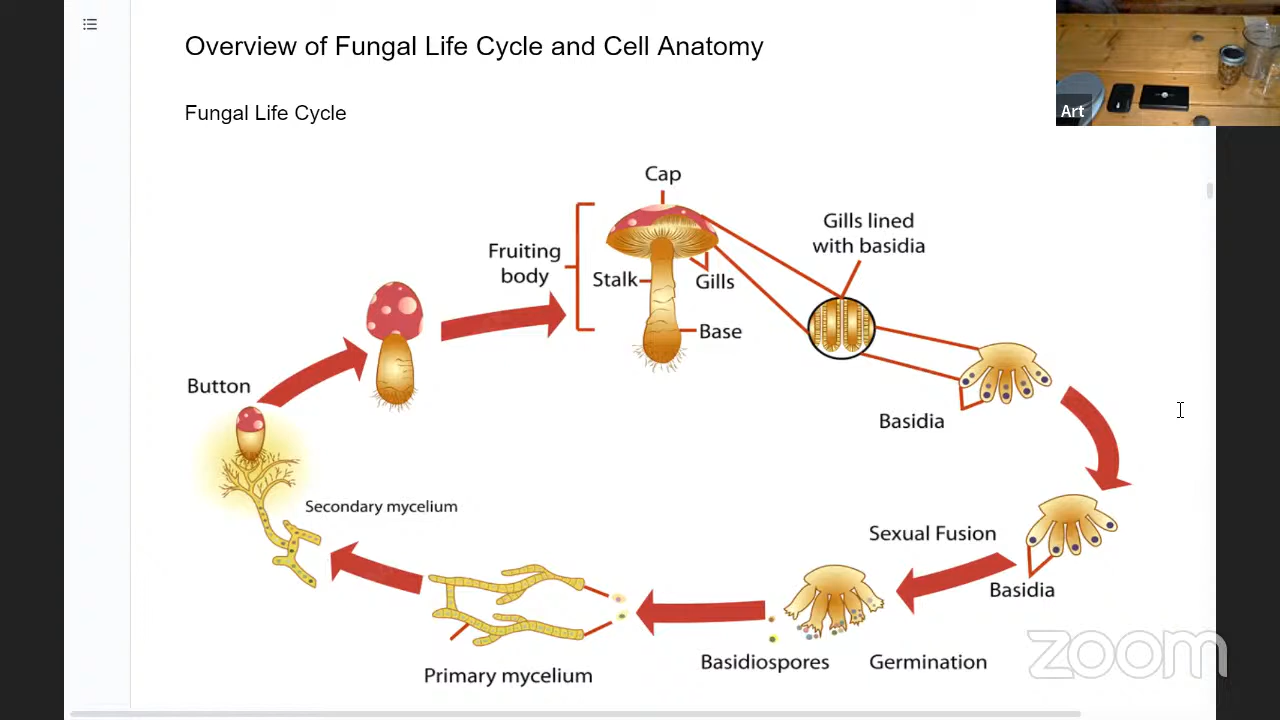 Overview of Fungal Life Cycle and Cell Anatomy
Art
Fungal Life Cycle
Cap
Gills lined
with basidia
Fruiting
body
Stalk
Gills
Base
Button
Basidia
Secondary mycelium
Sexual Fusion
Basidia
Primary mycelium
Basidiospores
Germination
zoom